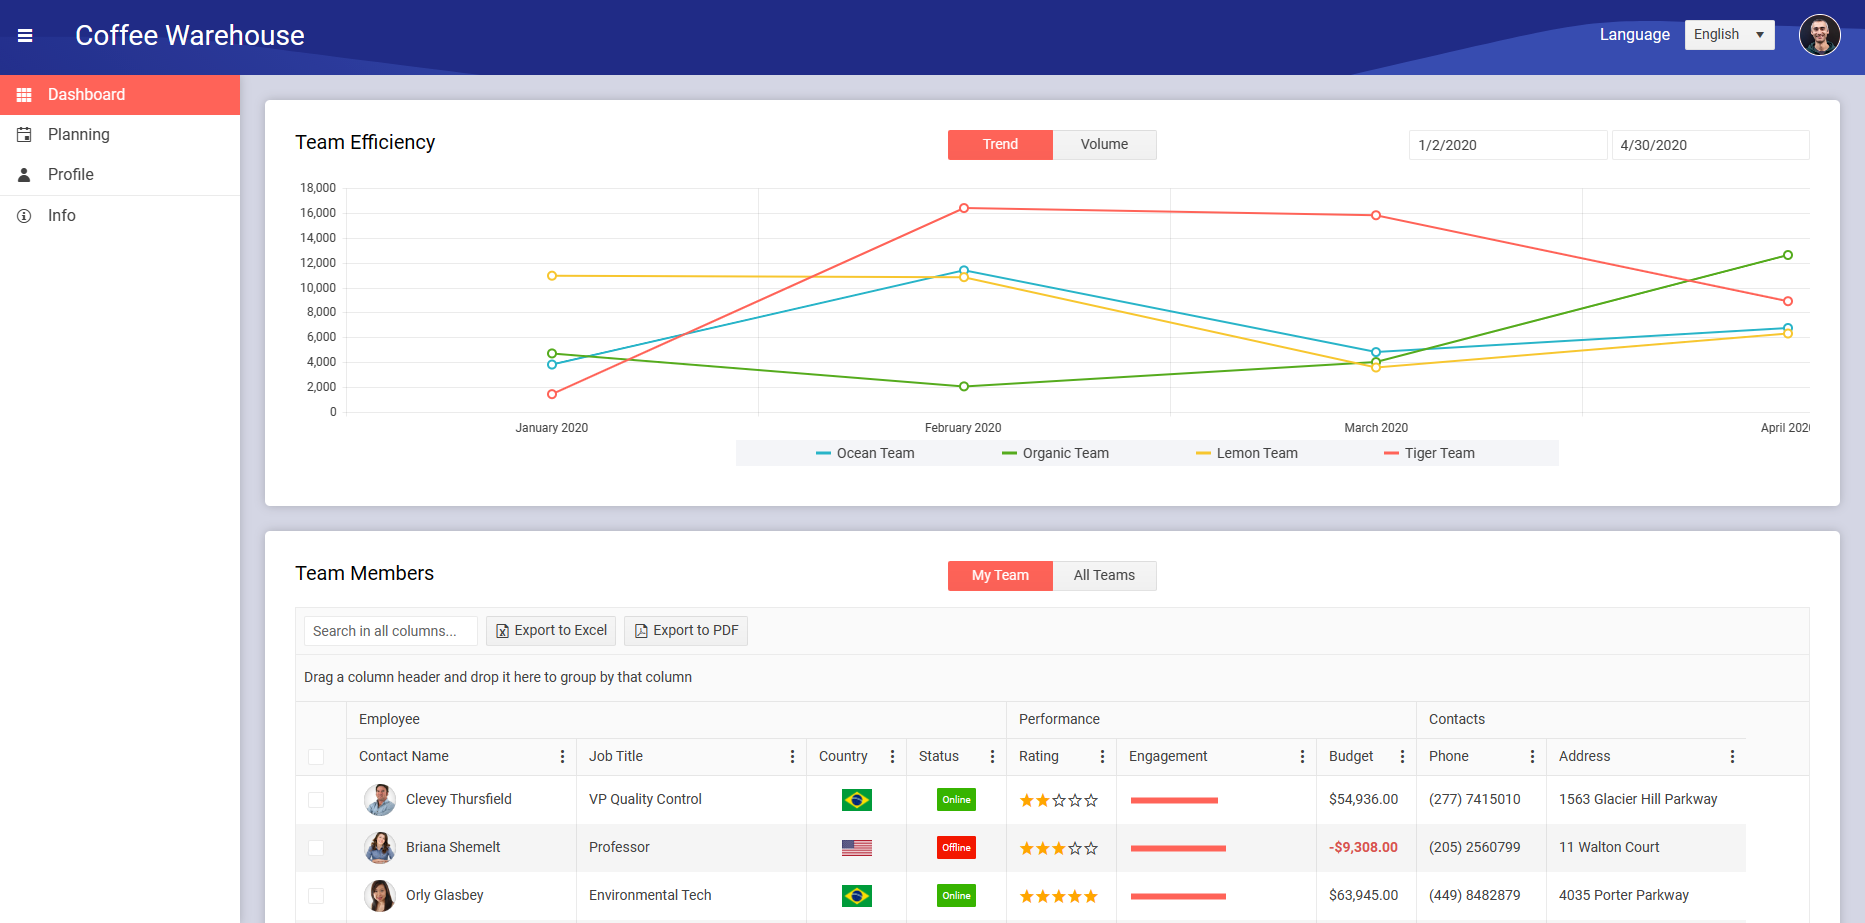 Coffee Warehouse
Language
English
Dashboard
Planning
Profile
Info
Team Efficiency
Trend
Volume
1/2/2020
4/30/2020
18,000
16,000
14,000
12,000
10,000
8,000
6,000
4,000
2,000
0
January 2020
February 2020
March 2020
April 2020
Ocean Team
Organic Team
Lemon Team
Tiger Team
Team Members
My Team
All Teams
Search in all columns...
Export to Excel
Export to PDF
Drag a column header and drop it here to group by that column
Employee
Performance
Contacts
Contact Name
Job Title
Country
Status
Rating
Engagement
Budget
Phone
Address
Clevey Thursfield
VP Quality Control
Online
$54,936.00
(277) 7415010
1563 Glacier Hill Parkway
Briana Shemelt
Professor
Offline
-$9,308.00
(205) 2560799
11 Walton Court
Orly Glasbey
Environmental Tech
Online
$63,945.00
(449) 8482879
4035 Porter Parkway